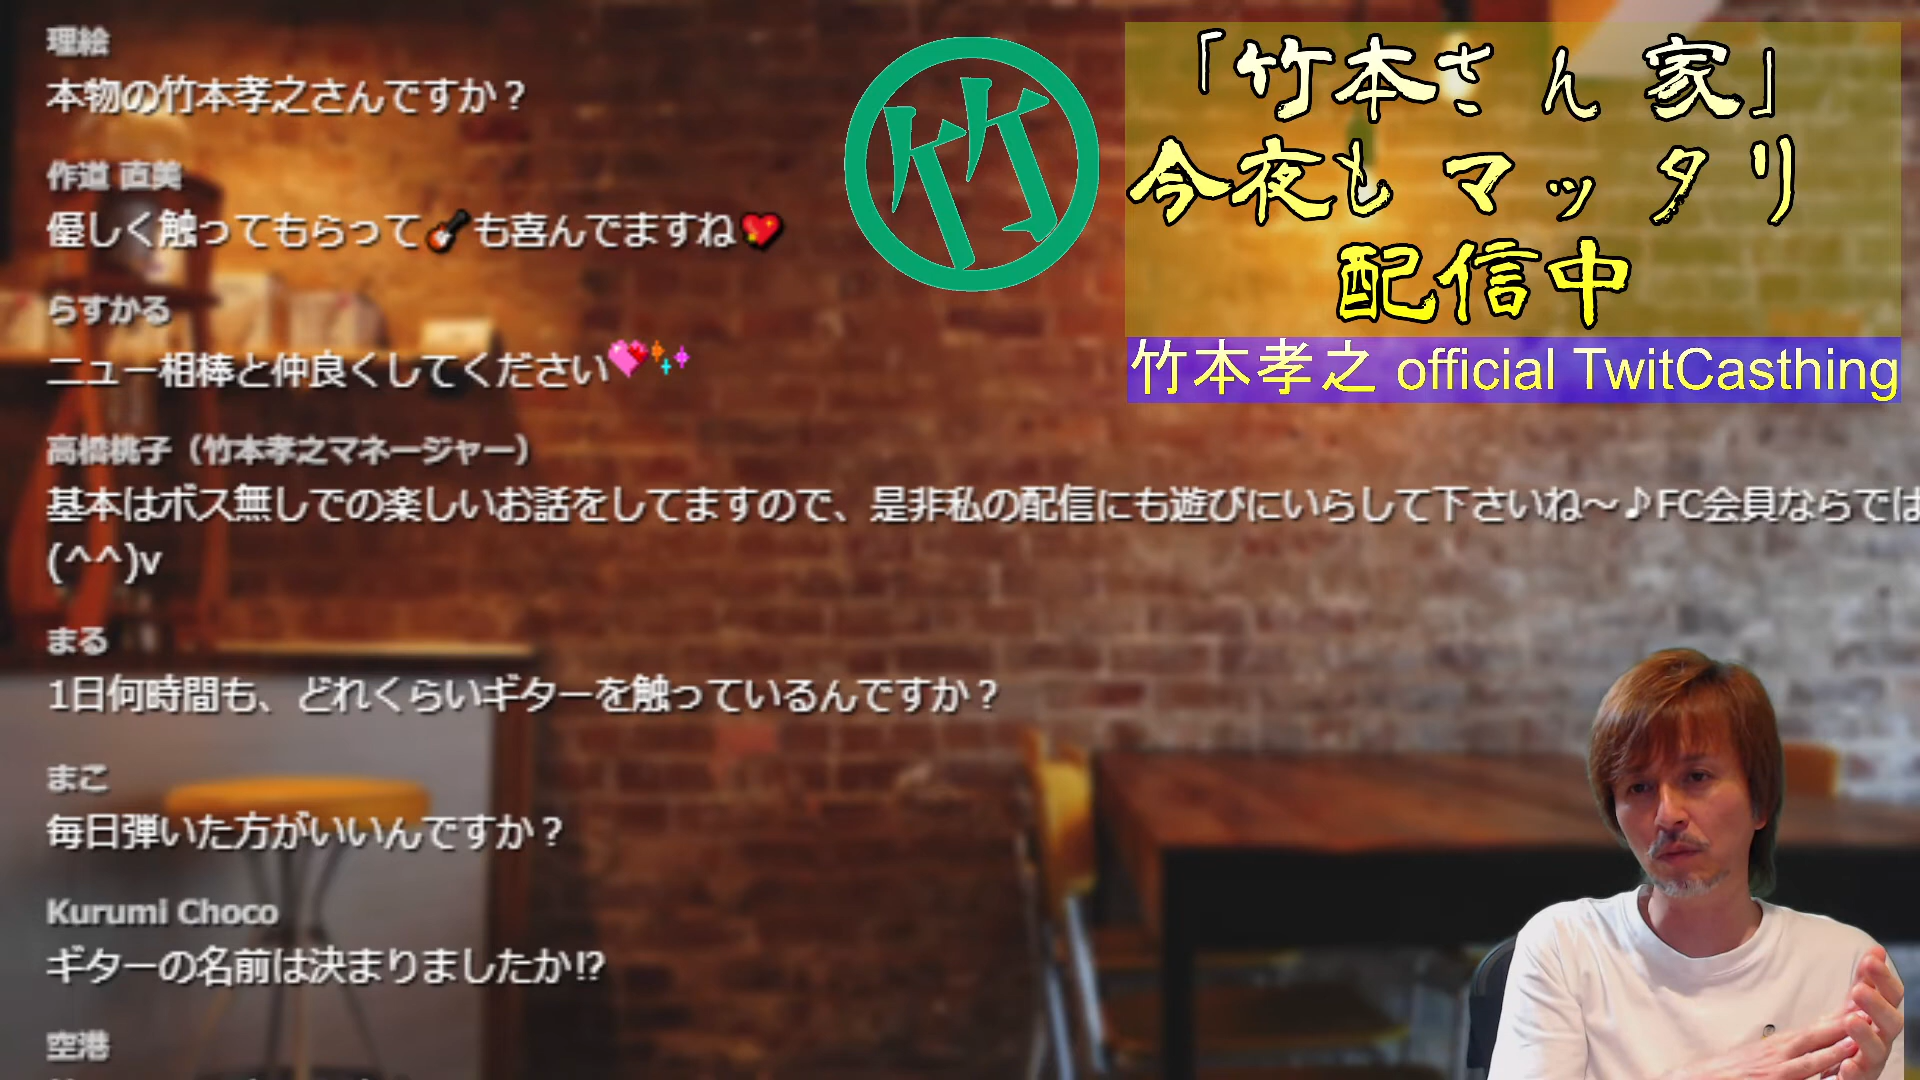 理絵
本物の竹本孝之さんですか？
作道 直美
優しく触ってもらって🎸も喜んでますね💖
らすかる
ニュー相棒と仲良くしてください
高橋桃子（竹本孝之マネージャー）
基本はボス無しでの楽しいお話をしてますので、是非私の配信にも遊びにいらして下さいね～♪FC会員ならでは
(^^)v
まる
1日何時間も、どれくらいギターを触っているんですか？
まこ
毎日弾いた方がいいんですか？
Kurumi Choco
ギターの名前は決まりましたか⁉
空港
竹
「竹本さん家」
今夜もマッタリ
配信中
竹本孝之 official TwitCasthing